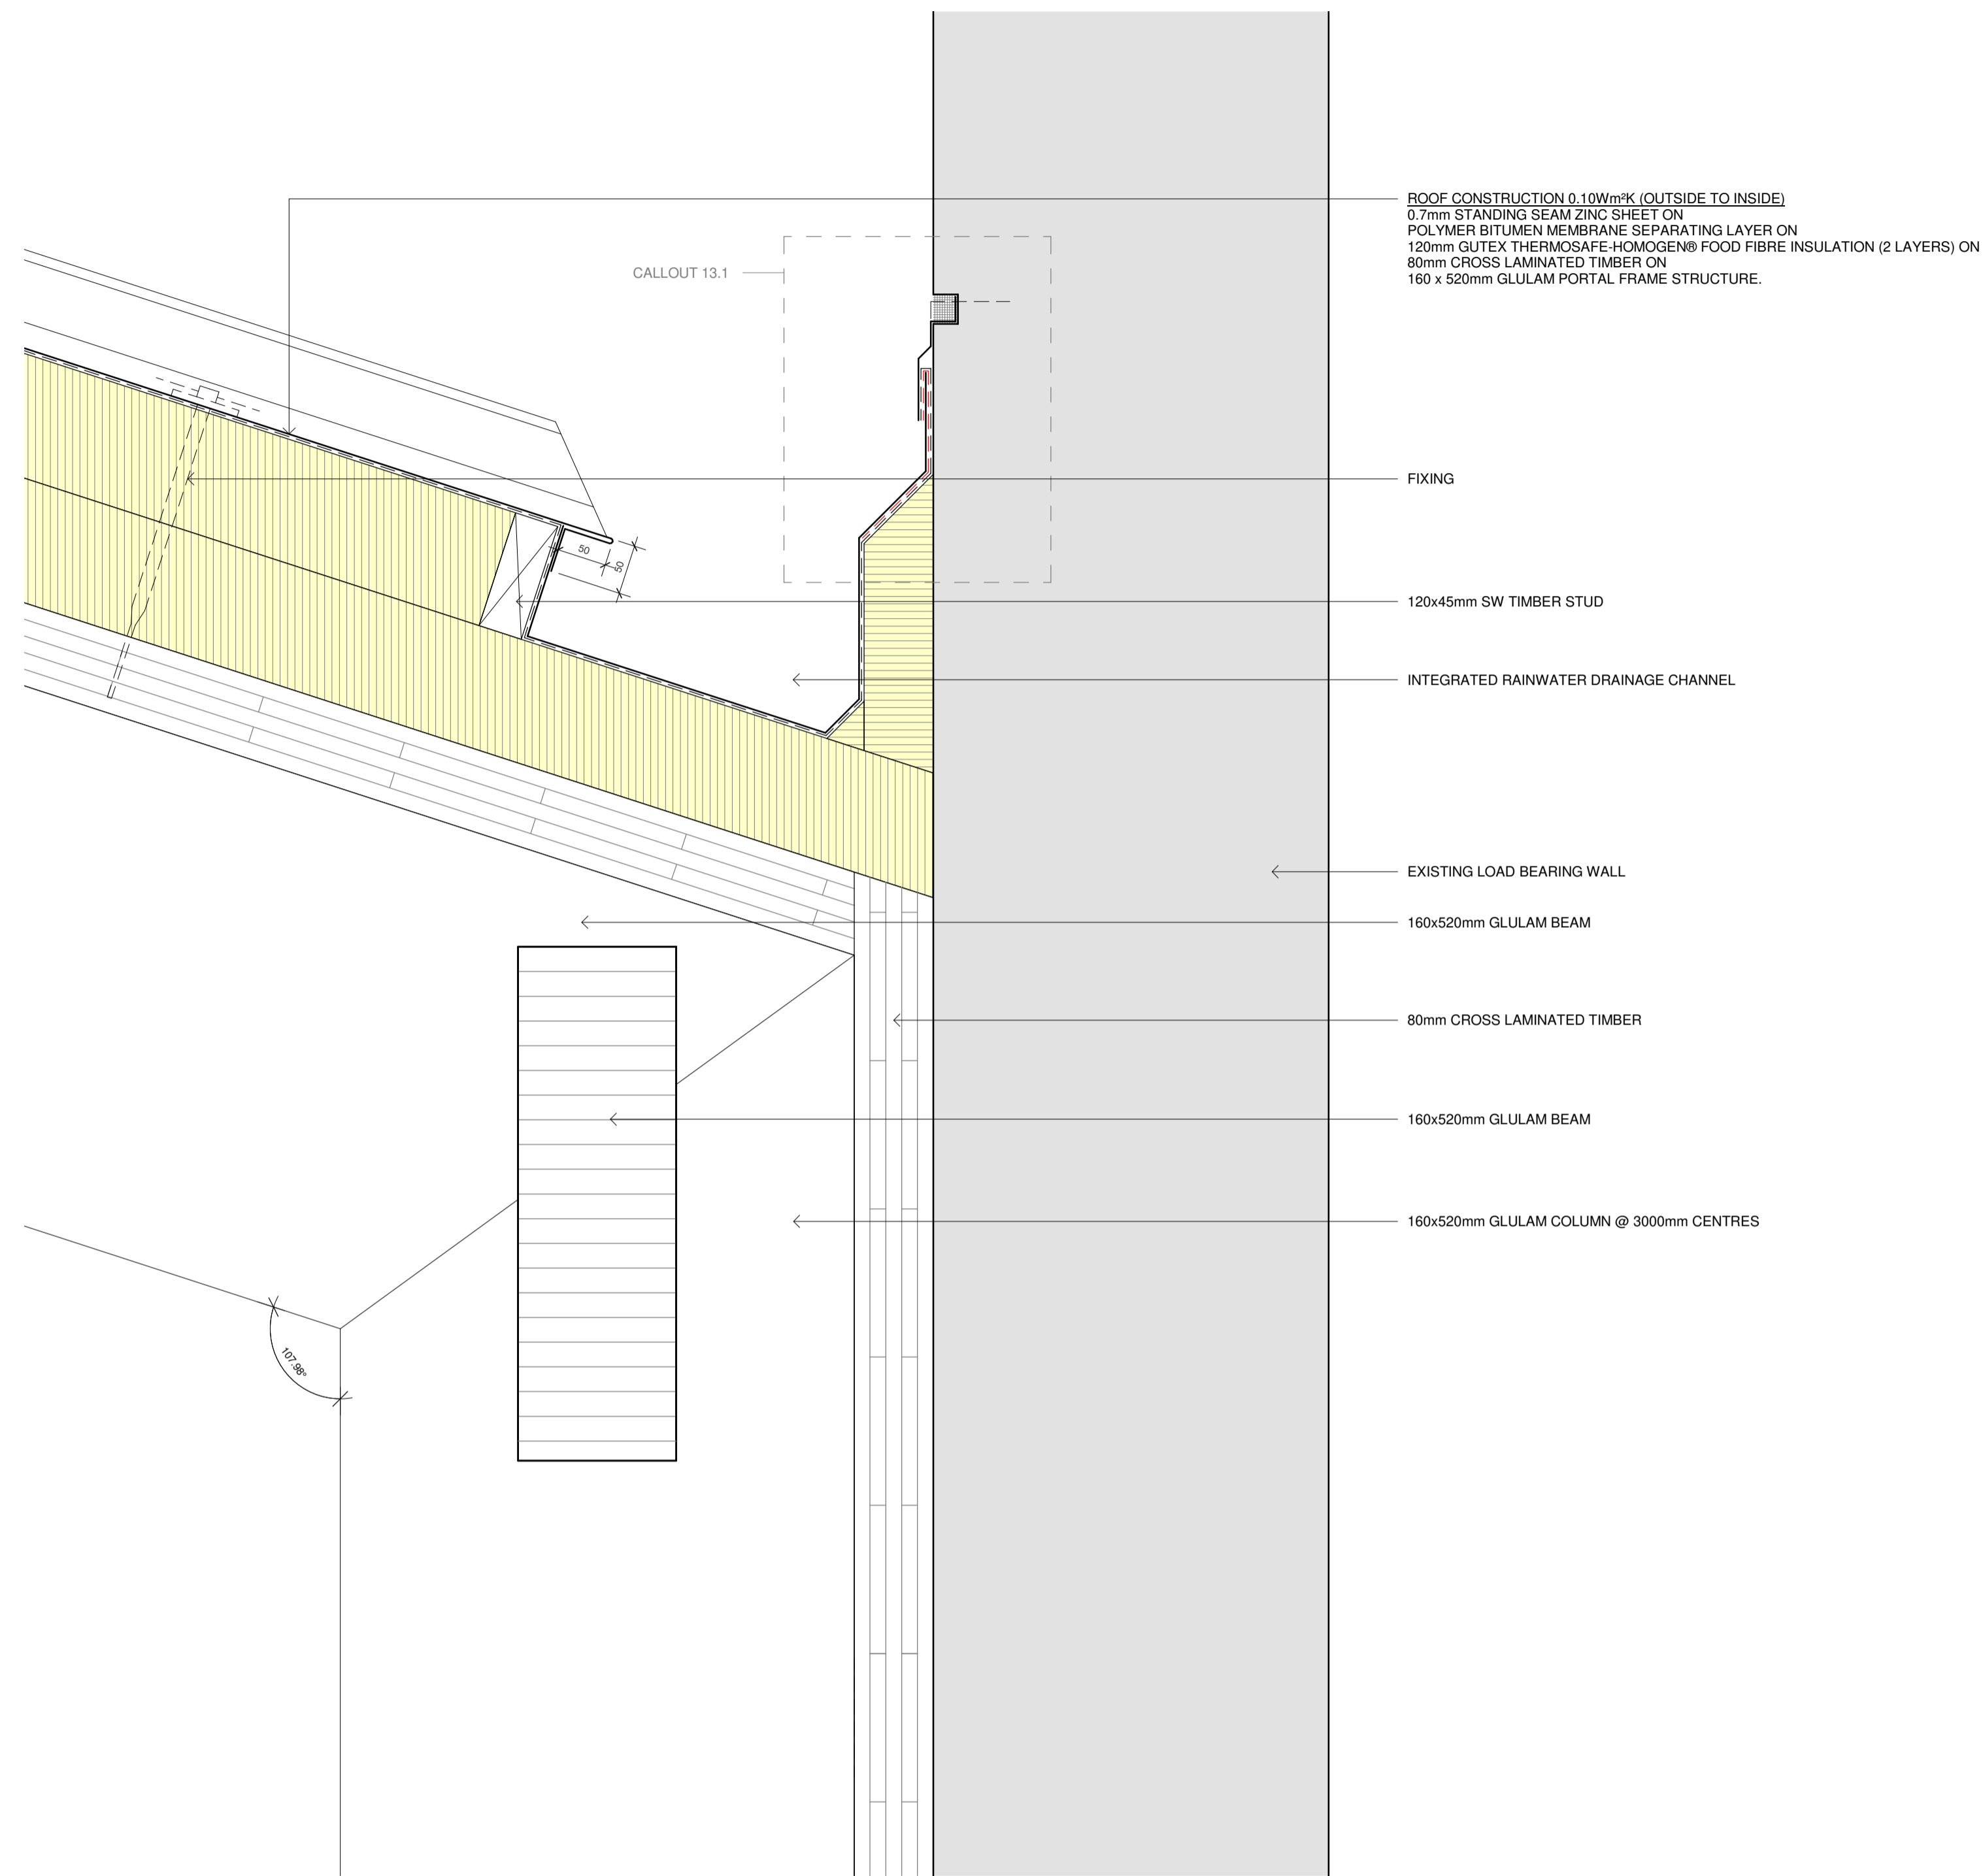 ROOF CONSTRUCTION 0.10Wm²K (OUTSIDE TO INSIDE)
0.7mm STANDING SEAM ZINC SHEET ON
POLYMER BITUMEN MEMBRANE SEPARATING LAYER ON
120mm GUTEX THERMOSAFE-HOMOGEN® FOOD FIBRE INSULATION (2 LAYERS) ON
80mm CROSS LAMINATED TIMBER ON
160 x 520mm GLULAM PORTAL FRAME STRUCTURE.
CALLOUT 13.1
FIXING
50
50
120x45mm SW TIMBER STUD
INTEGRATED RAINWATER DRAINAGE CHANNEL
EXISTING LOAD BEARING WALL
160x520mm GLULAM BEAM
80mm CROSS LAMINATED TIMBER
160x520mm GLULAM BEAM
160x520mm GLULAM COLUMN @ 3000mm CENTRES
107.98°